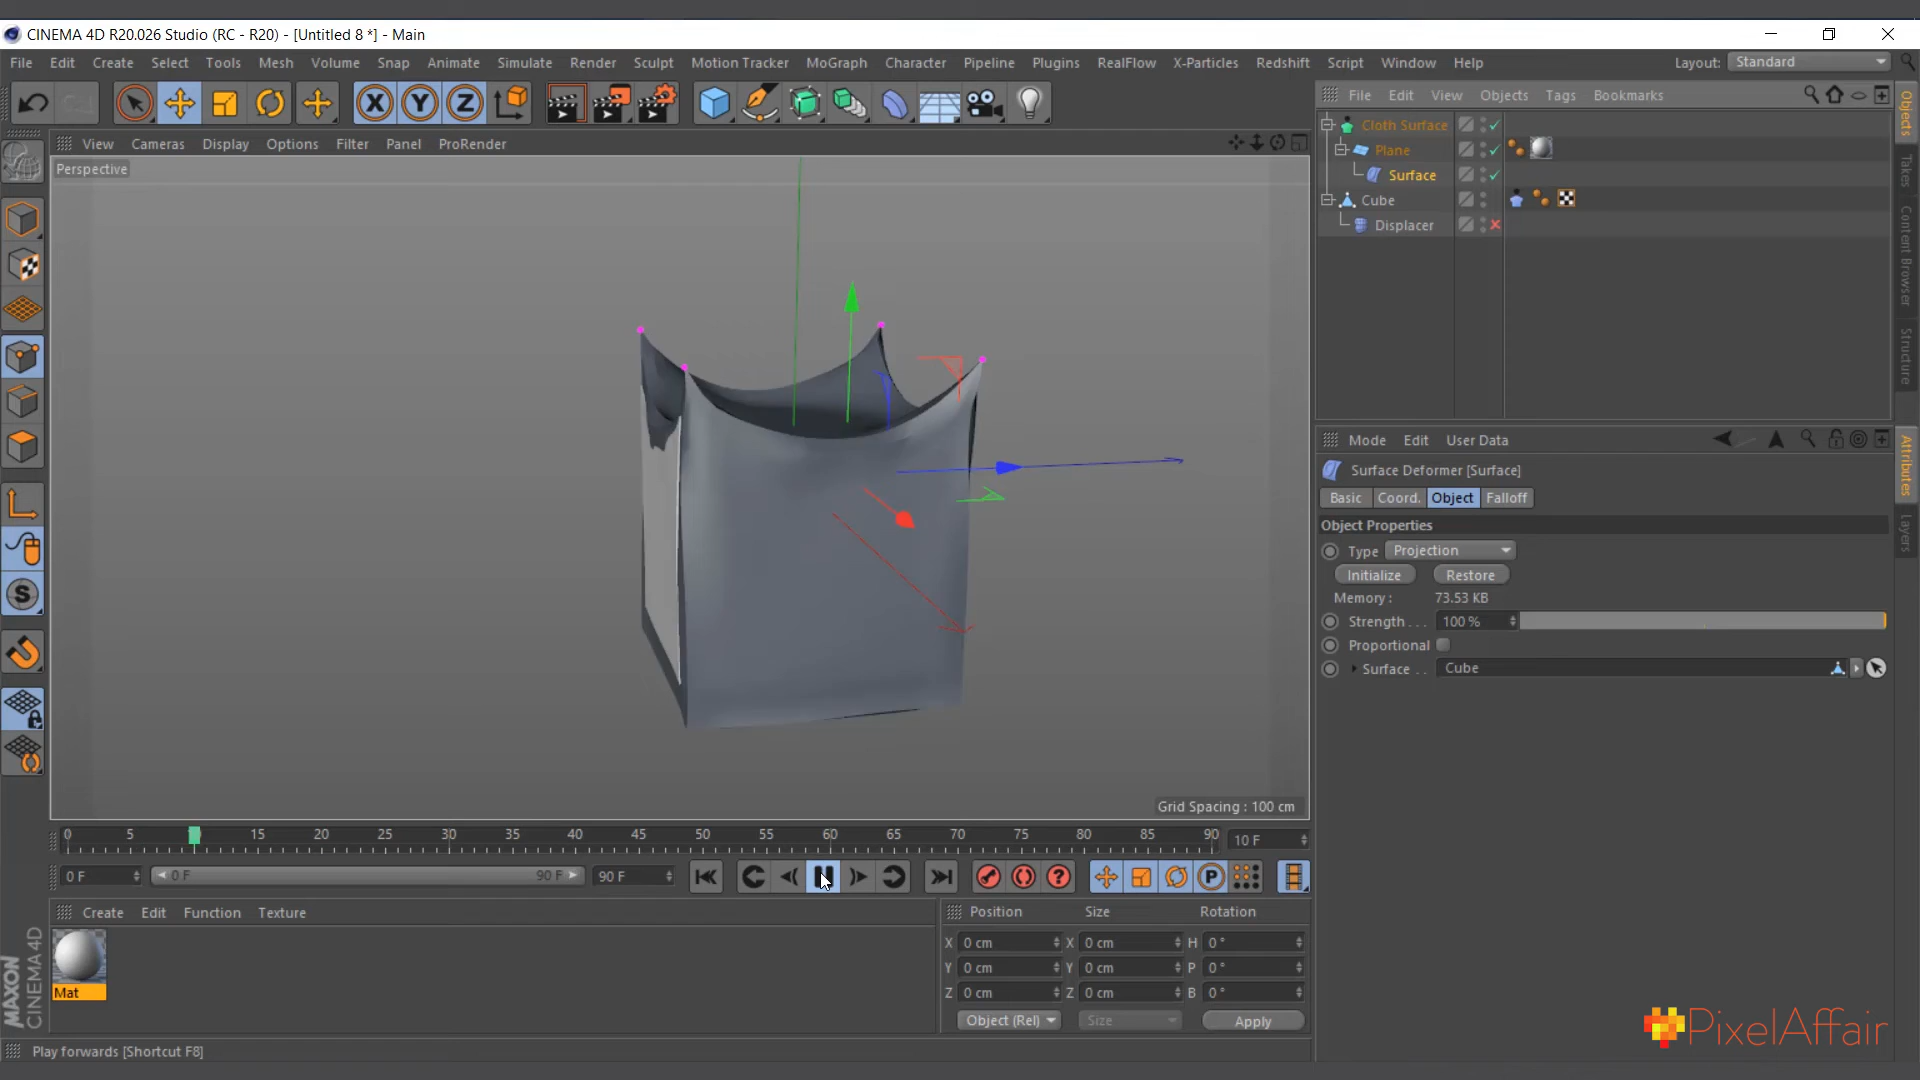 CINEMA 4D R20.026 Studio (RC - R20) - [Untitled 8 *] - Main
File Edit Create Select Tools Mesh Volume Snap Animate Simulate Render Sculpt Motion Tracker MoGraph Character Pipeline Plugins RealFlow X-Particles Redshift Script Window Help Layout: Standard
X Y Z
File Edit View Objects Tags Bookmarks
Objects
Takes
Content Browser
Structure
Cloth Surface
Plane
Surface
Cube
Displacer
View Cameras Display Options Filter Panel ProRender
Perspective
Grid Spacing : 100 cm
S
Mode Edit User Data
Attributes
Layers
Surface Deformer [Surface]
Basic Coord. Object Falloff
Object Properties
Type Projection
Initialize Restore
Memory : 73.53 KB
Strength . . . 100 %
Proportional
Surface . . Cube
0 5 15 20 25 30 35 40 45 50 55 60 65 70 75 80 85 90 10 F
0 F 0 F 90 F 90 F
? P
Create Edit Function Texture
Mat
Position Size Rotation
X 0 cm X 0 cm H 0 °
Y 0 cm Y 0 cm P 0 °
Z 0 cm Z 0 cm B 0 °
Object (Rel) Size Apply
MAXON
CINEMA 4D
Play forwards [Shortcut F8]
PixelAffair